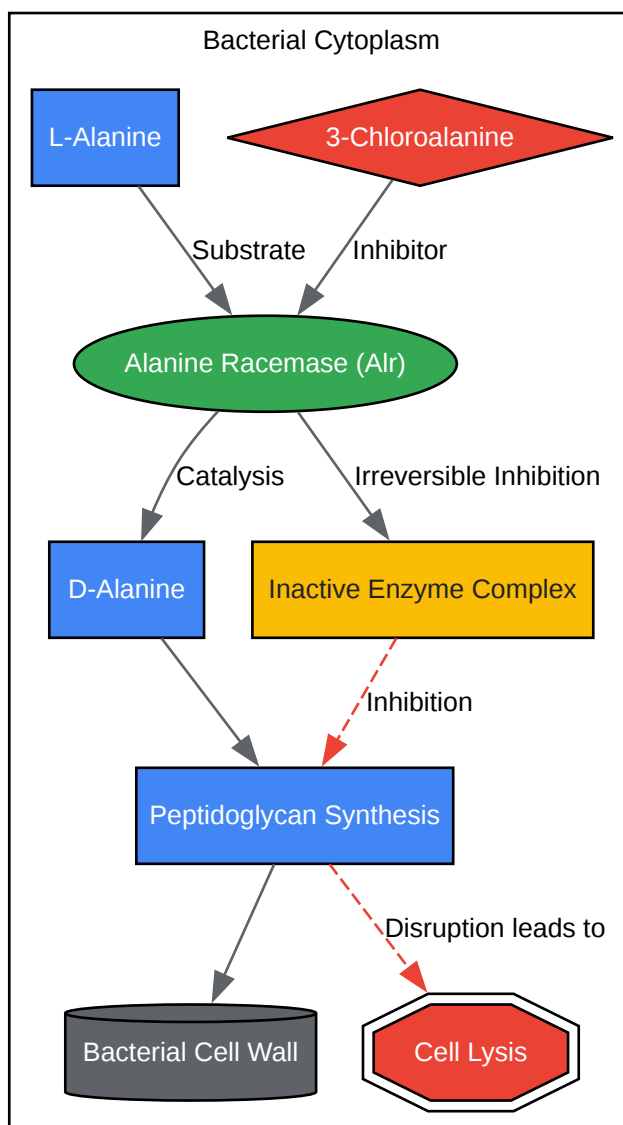 Bacterial Cytoplasm
L-Alanine
3-Chloroalanine
Substrate
Inhibitor
Alanine Racemase (Alr)
Catalysis
Irreversible Inhibition
D-Alanine
Inactive Enzyme Complex
Inhibition
Peptidoglycan Synthesis
Disruption leads to
Bacterial Cell Wall
Cell Lysis